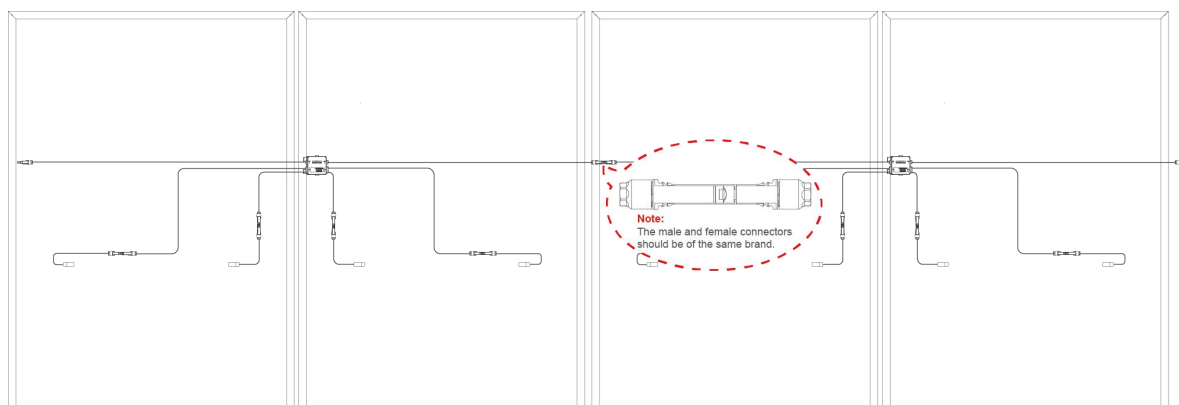 Note:
The male and female connectors
should be of the same brand.